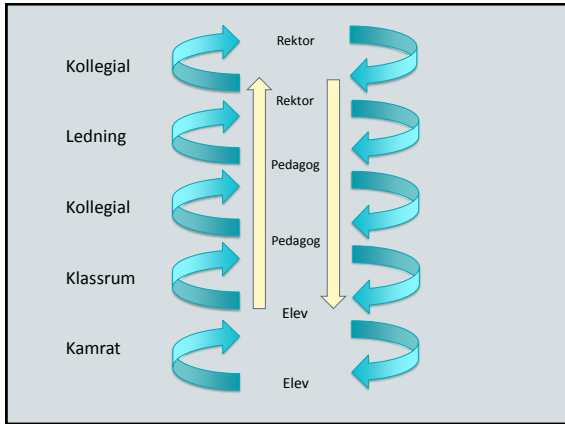 Rektor
Kollegial
Rektor
Ledning
Pedagog
Kollegial
Pedagog
Klassrum
Elev
Kamrat
Elev